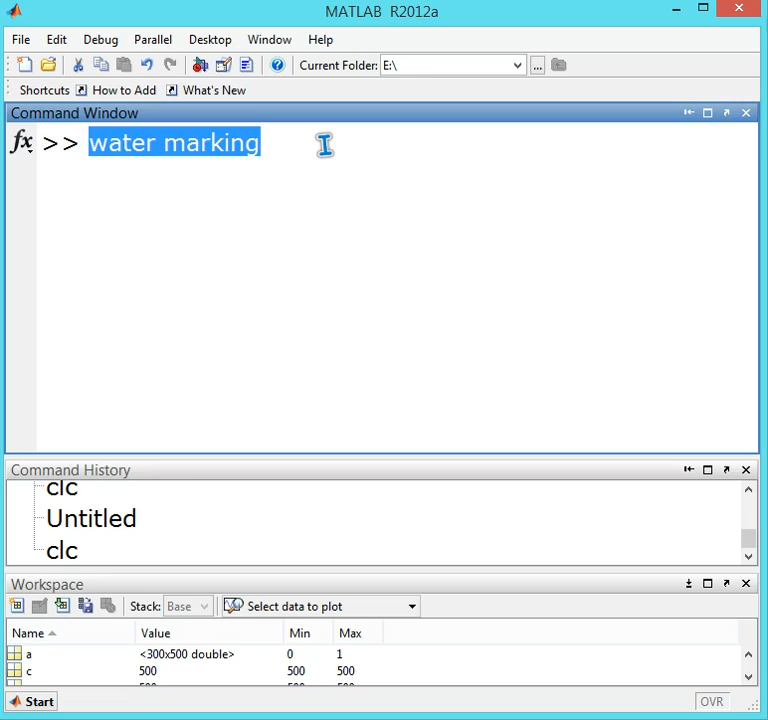 MATLAB R2012a
File Edit Debug Parallel Desktop Window Help
Current Folder: E:\ ...
Shortcuts How to Add What's New
Command Window
fx >> water marking
Command History
clc
Untitled
clc
Workspace
Stack: Base Select data to plot
Name Value Min Max
a <300x500 double> 0 1
c 500 500 500
Start OVR